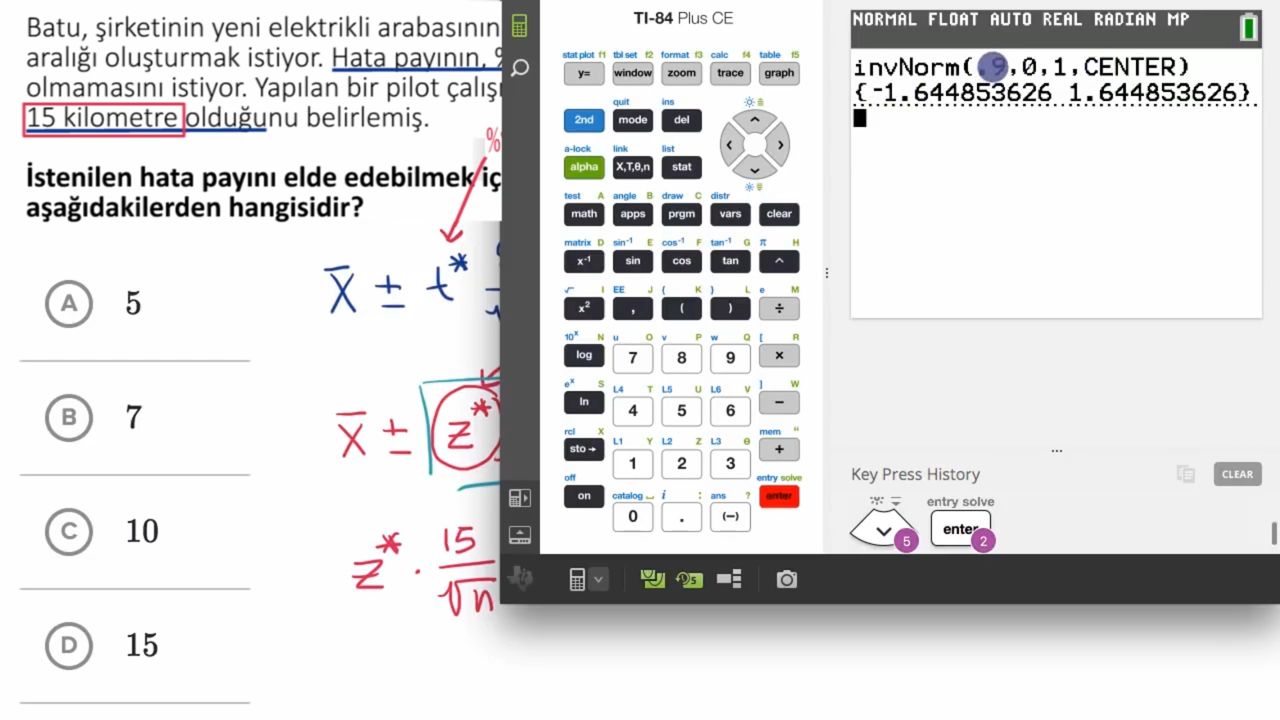 Batu, şirketinin yeni elektrikli arabasının
aralığı oluşturmak istiyor. Hata payının, %
olmamasını istiyor. Yapılan bir pilot çalış
15 kilometre olduğunu belirlemiş.
%
İstenilen hata payını elde edebilmek iç
aşağıdakilerden hangisidir?
A 5
B 7
C 10
D 15
X̄ ± t*
X̄ ± z*
z* · 15/√n
TI-84 Plus CE
stat plot f1 tbl set f2 format f3 calc f4 table f5
y= window zoom trace graph
quit ins
2nd mode del
a-lock link list
alpha X,T,θ,n stat
test A angle B draw C distr
math apps prgm vars clear
matrix D sin⁻¹ E cos⁻¹ F tan⁻¹ G π H
x⁻¹ sin cos tan ^
√ I EE J { K } L e M
x² , ( ) ÷
10ˣ N u O v P w Q [ R
log 7 8 9 ×
eˣ S L4 T L5 U L6 V ] W
ln 4 5 6 −
rcl X L1 Y L2 Z L3 θ mem “
sto→ 1 2 3 +
off catalog i : ans ? entry solve
on 0 . (−) enter
NORMAL FLOAT AUTO REAL RADIAN MP
invNorm(.9,0,1,CENTER)
{-1.644853626 1.644853626}
Key Press History
CLEAR
entry solve
enter
5 2
5